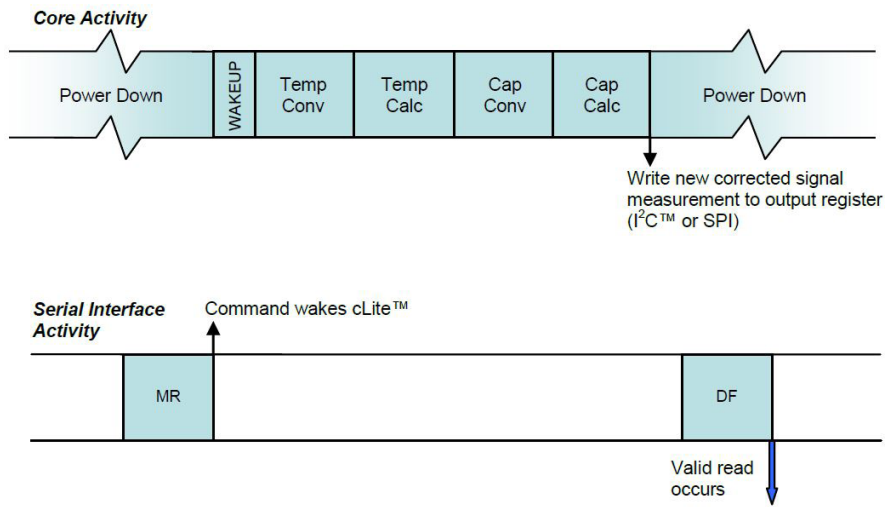 Core Activity
Power Down
WAKEUP
Temp
Conv
Temp
Calc
Cap
Conv
Cap
Calc
Power Down
Write new corrected signal
measurement to output register
(I²C™ or SPI)
Serial Interface
Activity
Command wakes cLite™
MR
DF
Valid read
occurs